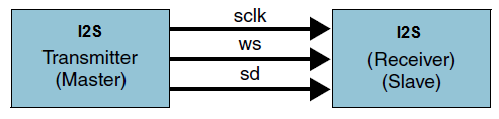 I2S
Transmitter
(Master)
sclk
ws
sd
I2S
(Receiver)
(Slave)